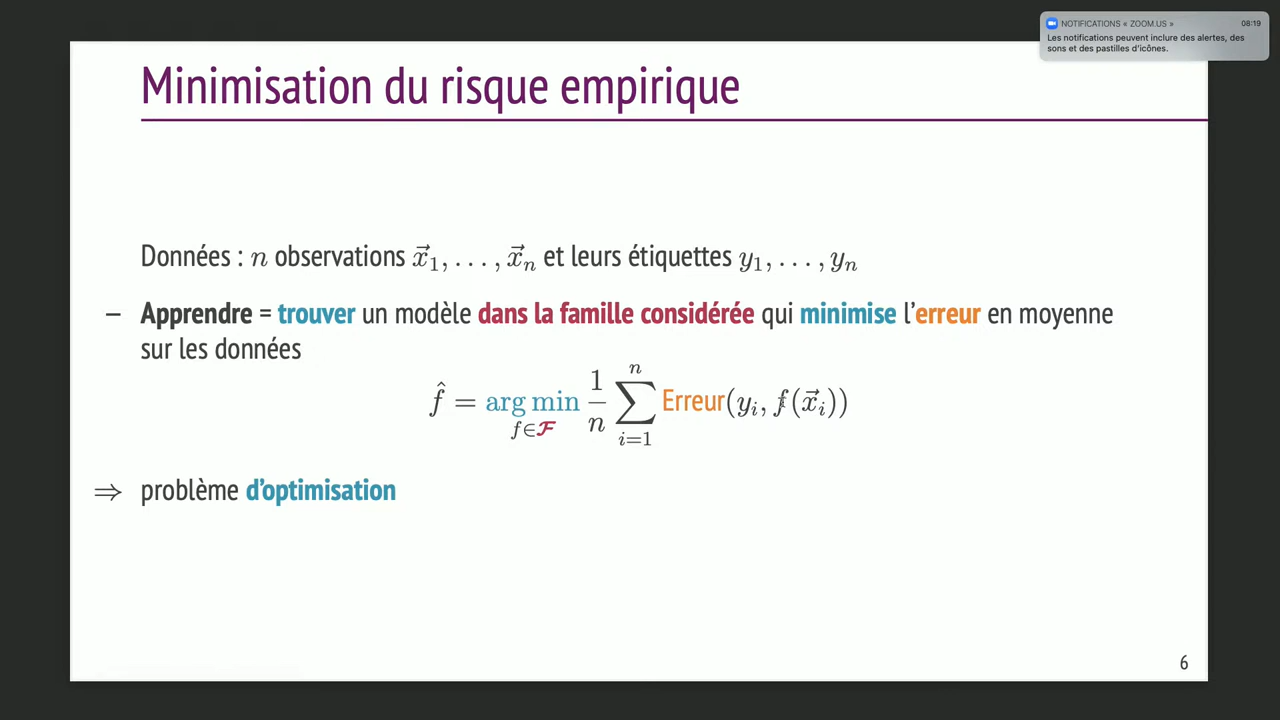 NOTIFICATIONS « ZOOM.US » 08:19
Les notifications peuvent inclure des alertes, des
sons et des pastilles d'icônes.
Minimisation du risque empirique
Données : n observations x⃗₁, . . . , x⃗ₙ et leurs étiquettes y₁, . . . , yₙ
– Apprendre = trouver un modèle dans la famille considérée qui minimise l'erreur en moyenne
sur les données
f̂ = arg min_{f∈𝓕} 1/n ∑_{i=1}^{n} Erreur(yᵢ, f(x⃗ᵢ))
⇒ problème d'optimisation
6